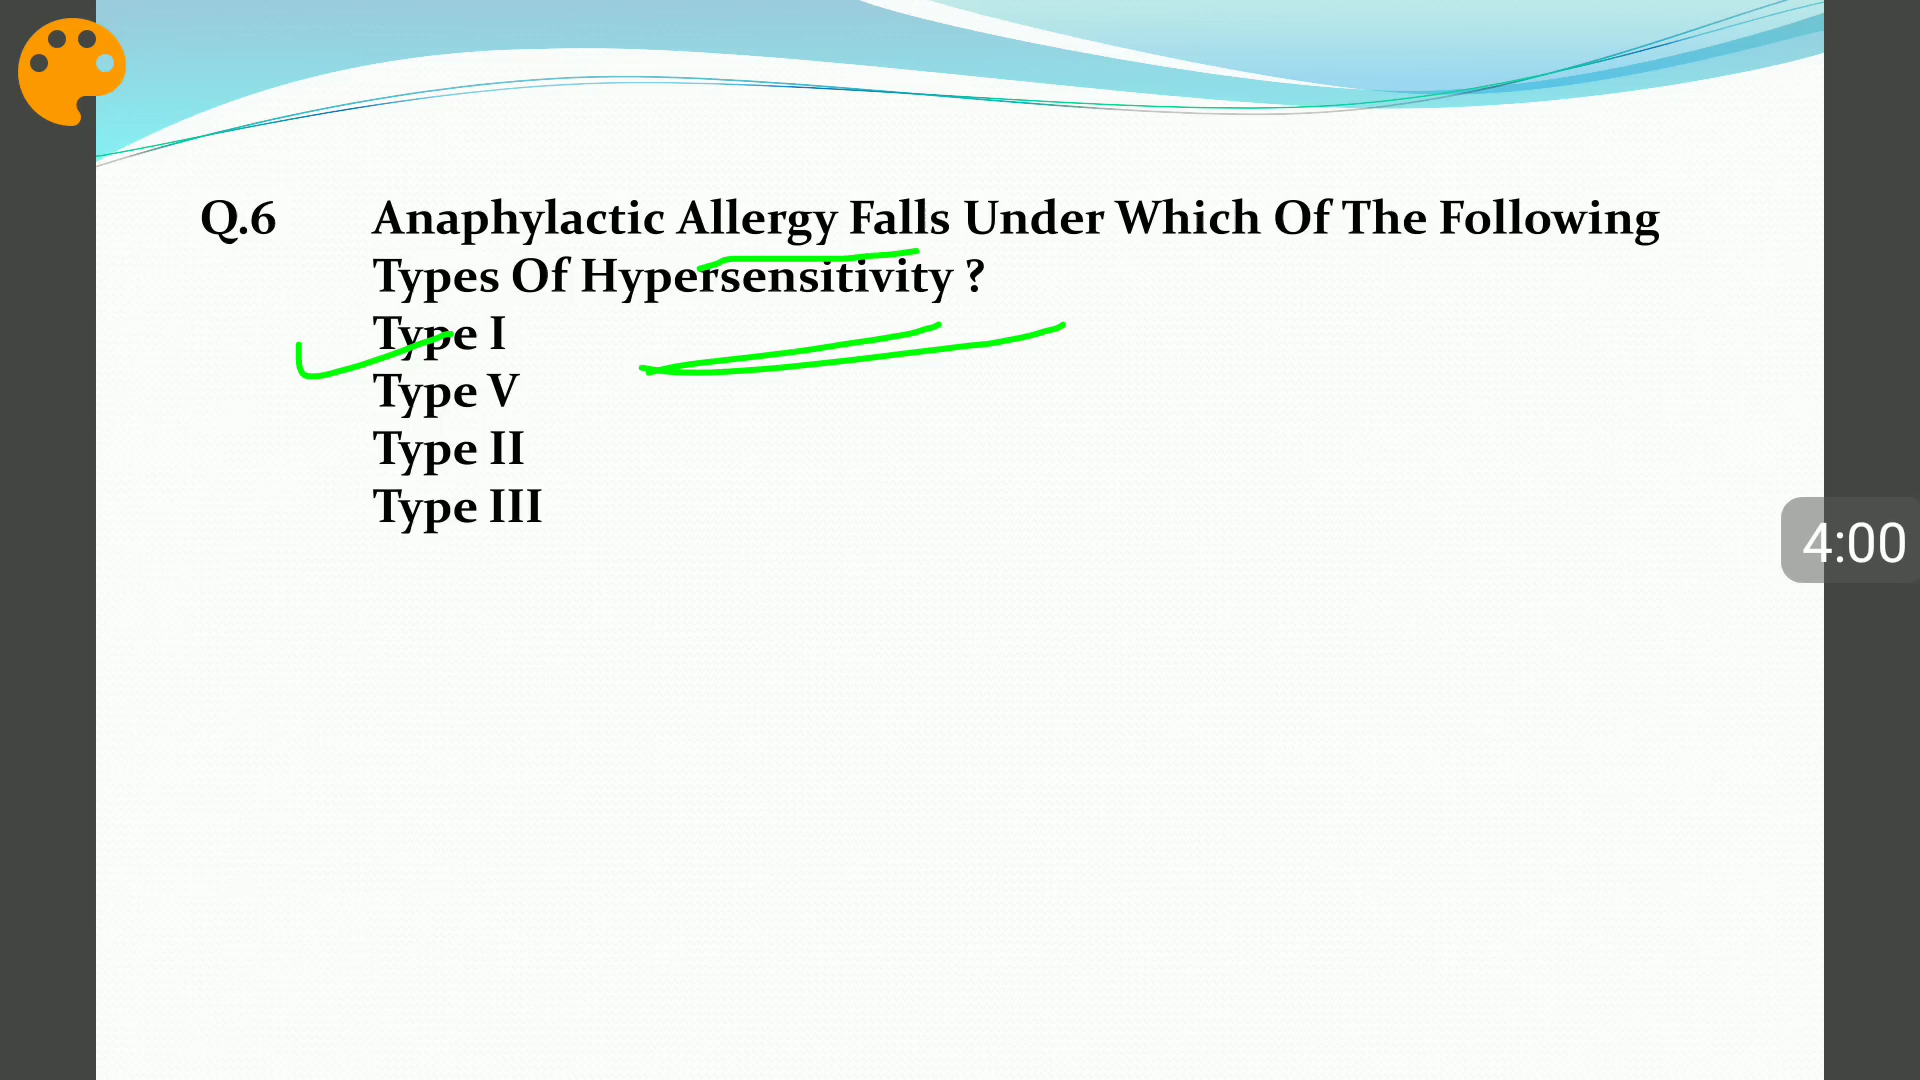 Q.6 Anaphylactic Allergy Falls Under Which Of The Following
Types Of Hypersensitivity ?
Type I
Type V
Type II
Type III
4:00